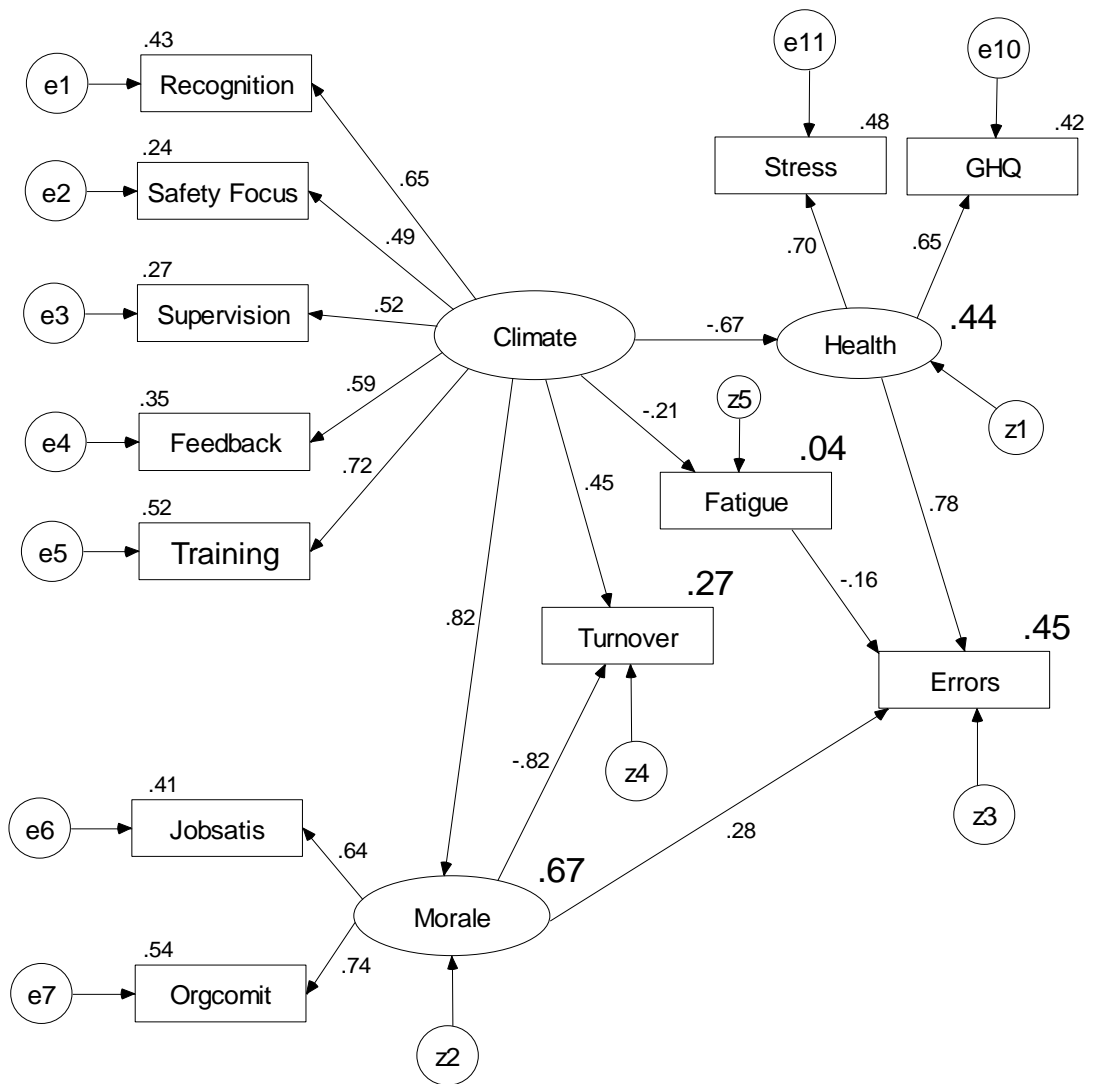 .43
e1
Recognition
.24
e2
Safety Focus
.27
e3
Supervision
.35
e4
Feedback
.52
e5
Training
.65
.49
.52
.59
.72
Climate
-.67
e11
e10
.48
Stress
.42
GHQ
.70
.65
Health
.44
z1
-.21
z5
.04
Fatigue
.45
.78
-.16
.27
Turnover
.82
-.82
z4
.45
Errors
z3
.28
.41
e6
Jobsatis
.64
.67
Morale
.54
e7
Orgcomit
.74
z2